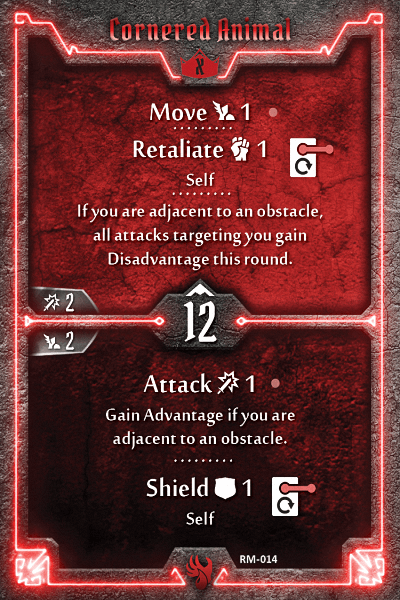 Cornered Animal
א
Move 1
Retaliate 1
Self
If you are adjacent to an obstacle,
all attacks targeting you gain
Disadvantage this round.
2
12
2
Attack 1
Gain Advantage if you are
adjacent to an obstacle.
Shield 1
Self
RM-014